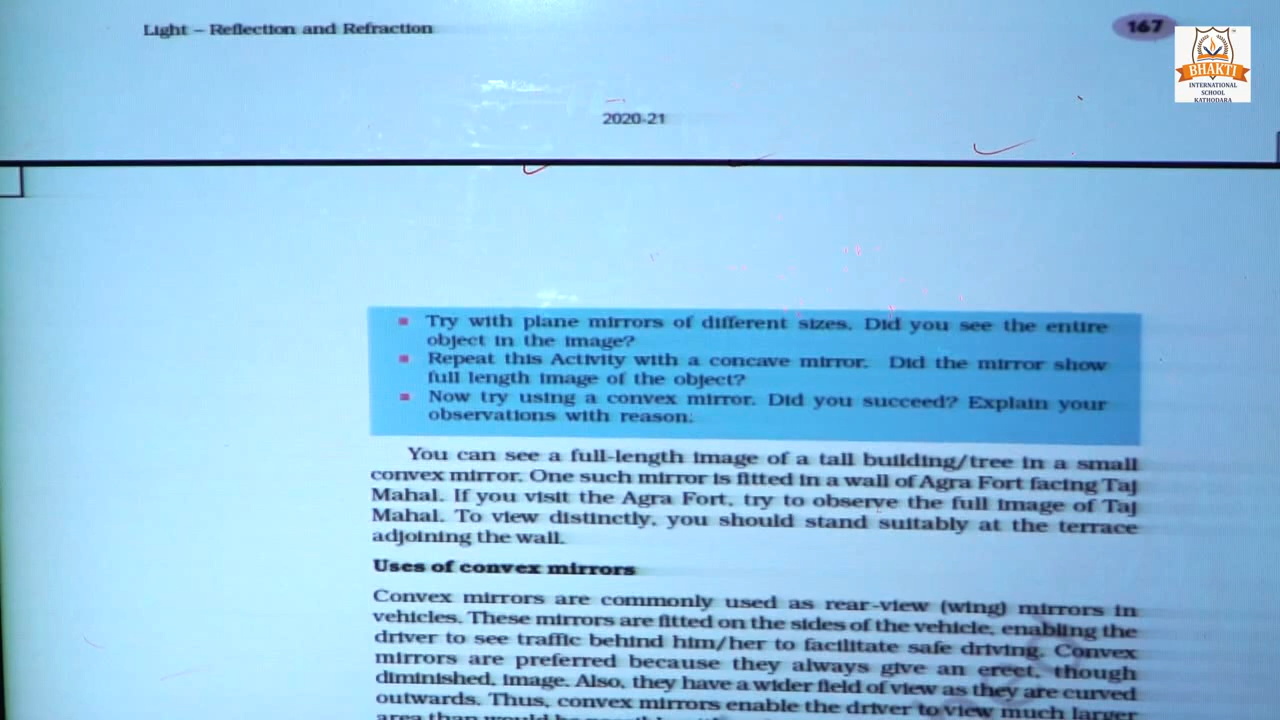 Light – Reflection and Refraction
167
BHAKTI
INTERNATIONAL
SCHOOL
KATHODARA
2020-21
Try with plane mirrors of different sizes. Did you see the entire
object in the image?
Repeat this Activity with a concave mirror. Did the mirror show
full length image of the object?
Now try using a convex mirror. Did you succeed? Explain your
observations with reason.
You can see a full-length image of a tall building/tree in a small
convex mirror. One such mirror is fitted in a wall of Agra Fort facing Taj
Mahal. If you visit the Agra Fort, try to observe the full image of Taj
Mahal. To view distinctly, you should stand suitably at the terrace
adjoining the wall.
Uses of convex mirrors
Convex mirrors are commonly used as rear-view (wing) mirrors in
vehicles. These mirrors are fitted on the sides of the vehicle, enabling the
driver to see traffic behind him/her to facilitate safe driving. Convex
mirrors are preferred because they always give an erect, though
diminished, image. Also, they have a wider field of view as they are curved
outwards. Thus, convex mirrors enable the driver to view much larger
area than would be